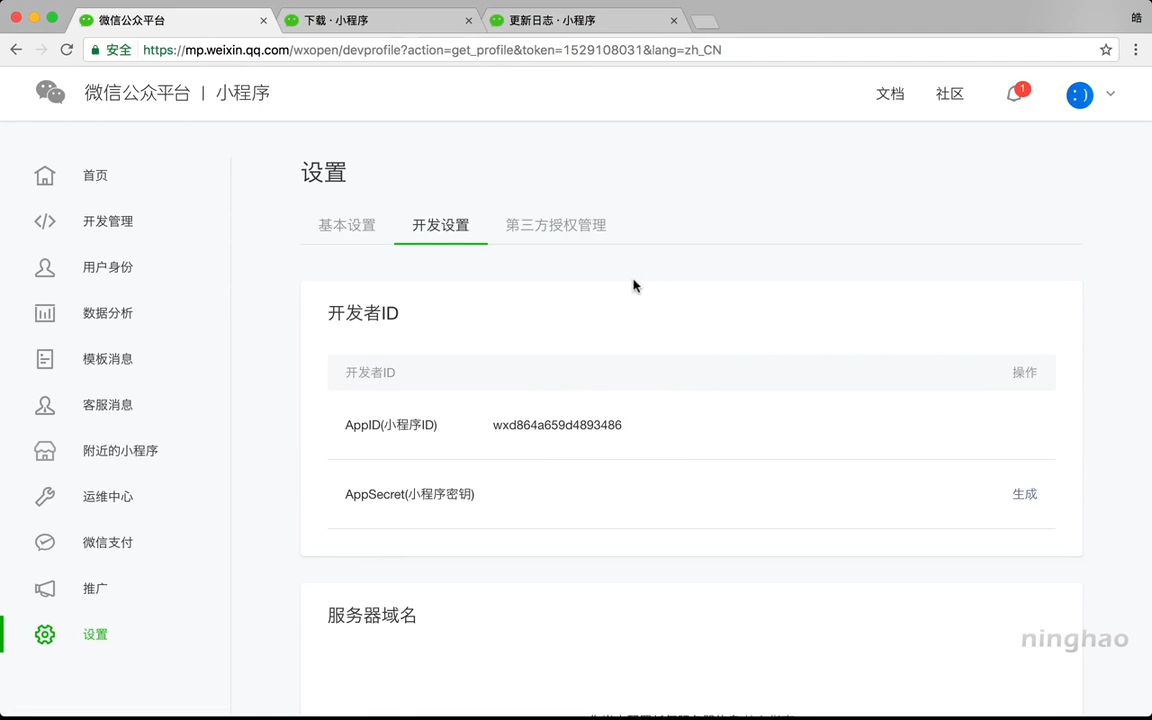 微信公众平台
下载 · 小程序
更新日志 · 小程序
皓
安全 https://mp.weixin.qq.com/wxopen/devprofile?action=get_profile&token=1529108031&lang=zh_CN
微信公众平台 | 小程序
文档
社区
1
:)
首页
开发管理
用户身份
数据分析
模板消息
客服消息
附近的小程序
运维中心
微信支付
推广
设置
设置
基本设置 开发设置 第三方授权管理
开发者ID
开发者ID 操作
AppID(小程序ID) wxd864a659d4893486
AppSecret(小程序密钥) 生成
服务器域名
ninghao